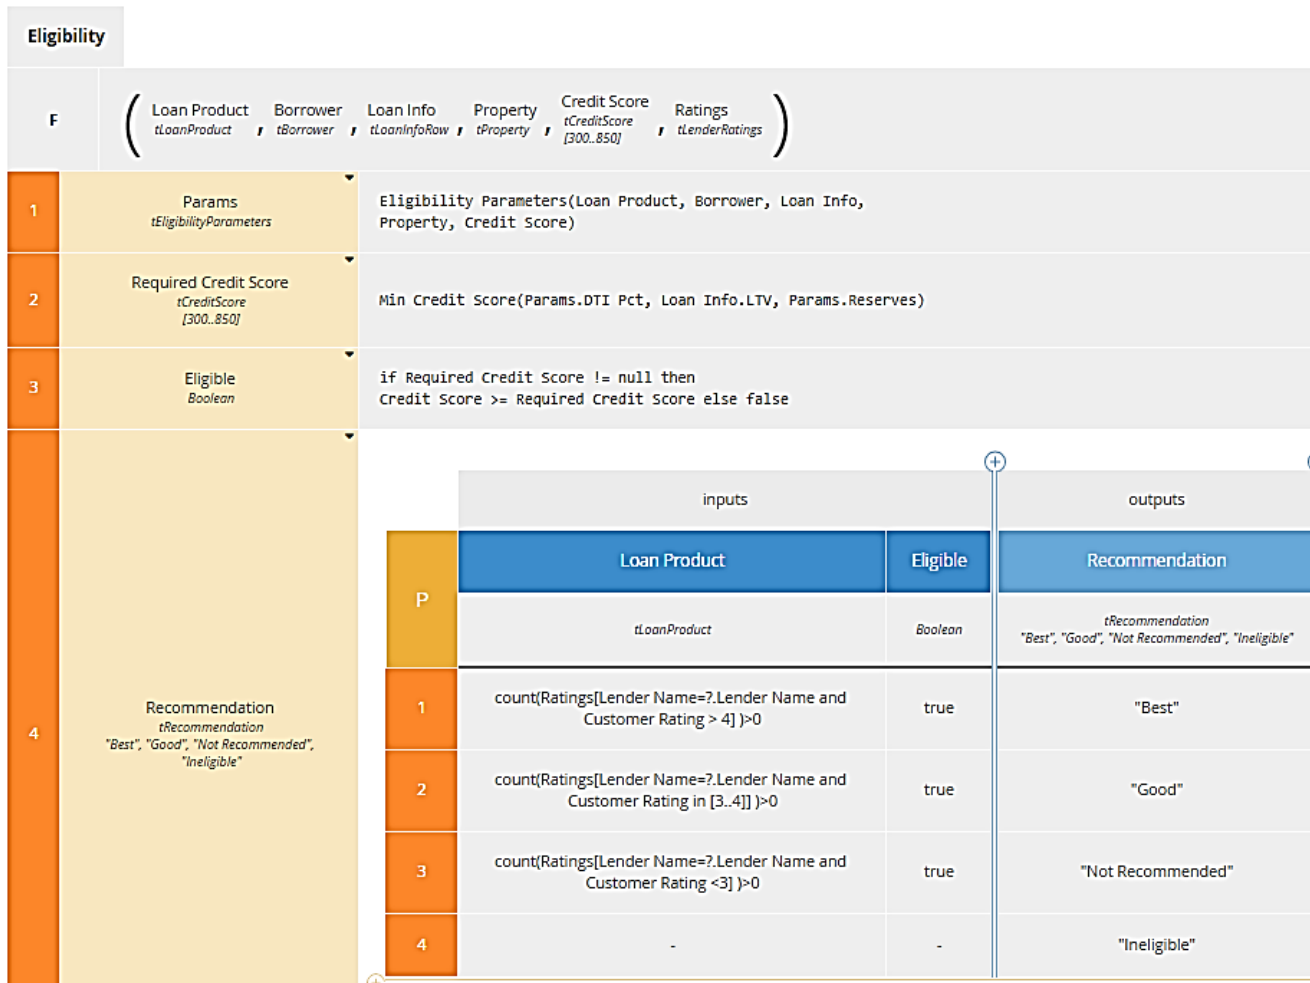 Eligibility
F
( Loan Product , Borrower , Loan Info , Property , Credit Score , Ratings )
tLoanProduct tBorrower tLoanInfoRow tProperty tCreditScore tLenderRatings
[300..850]
1
Params
tEligibilityParameters
Eligibility Parameters(Loan Product, Borrower, Loan Info,
Property, Credit Score)
2
Required Credit Score
tCreditScore
[300..850]
Min Credit Score(Params.DTI Pct, Loan Info.LTV, Params.Reserves)
3
Eligible
Boolean
if Required Credit Score != null then
Credit Score >= Required Credit Score else false
4
Recommendation
tRecommendation
"Best", "Good", "Not Recommended",
"Ineligible"
inputs outputs
P
Loan Product Eligible Recommendation
tLoanProduct Boolean tRecommendation
"Best", "Good", "Not Recommended", "Ineligible"
1
count(Ratings[Lender Name=?.Lender Name and
Customer Rating > 4] )>0
true
"Best"
2
count(Ratings[Lender Name=?.Lender Name and
Customer Rating in [3..4]] )>0
true
"Good"
3
count(Ratings[Lender Name=?.Lender Name and
Customer Rating <3] )>0
true
"Not Recommended"
4
-
-
"Ineligible"